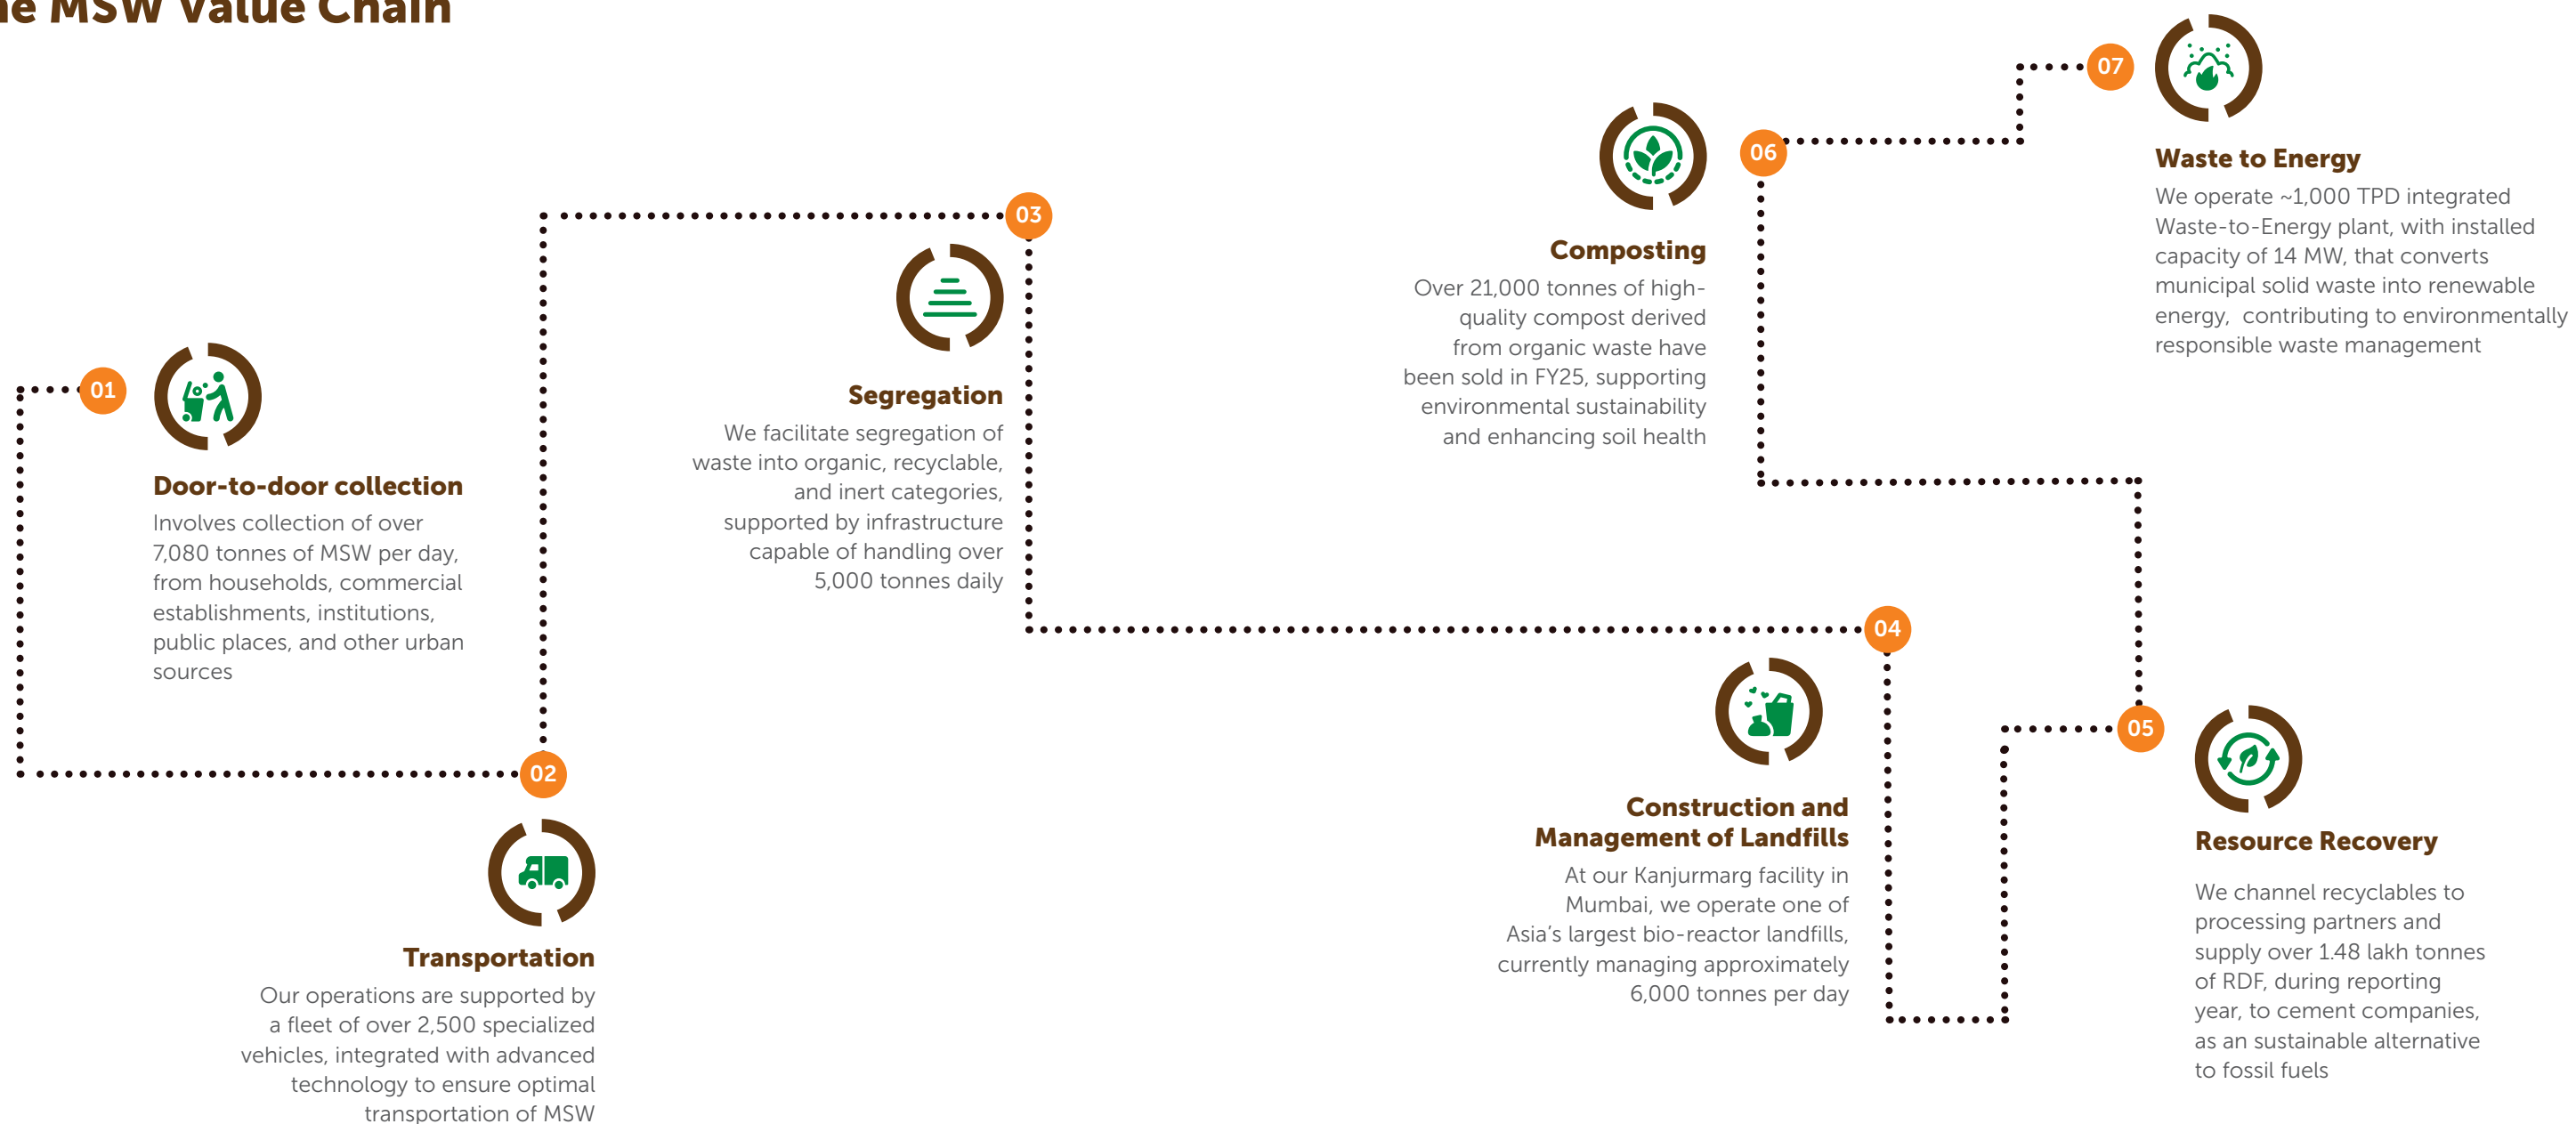 MSW Value Chain
01
Door-to-door collection
Involves collection of over
7,080 tonnes of MSW per day,
from households, commercial
establishments, institutions,
public places, and other urban
sources
02
Transportation
Our operations are supported by
a fleet of over 2,500 specialized
vehicles, integrated with advanced
technology to ensure optimal
transportation of MSW
03
Segregation
We facilitate segregation of
waste into organic, recyclable,
and inert categories,
supported by infrastructure
capable of handling over
5,000 tonnes daily
04
Construction and
Management of Landfills
At our Kanjurmarg facility in
Mumbai, we operate one of
Asia's largest bio-reactor landfills,
currently managing approximately
6,000 tonnes per day
05
Resource Recovery
We channel recyclables to
processing partners and
supply over 1.48 lakh tonnes
of RDF, during reporting
year, to cement companies,
as an sustainable alternative
to fossil fuels
06
Composting
Over 21,000 tonnes of high-
quality compost derived
from organic waste have
been sold in FY25, supporting
environmental sustainability
and enhancing soil health
07
Waste to Energy
We operate ~1,000 TPD integrated
Waste-to-Energy plant, with installed
capacity of 14 MW, that converts
municipal solid waste into renewable
energy,  contributing to environmentally
responsible waste management